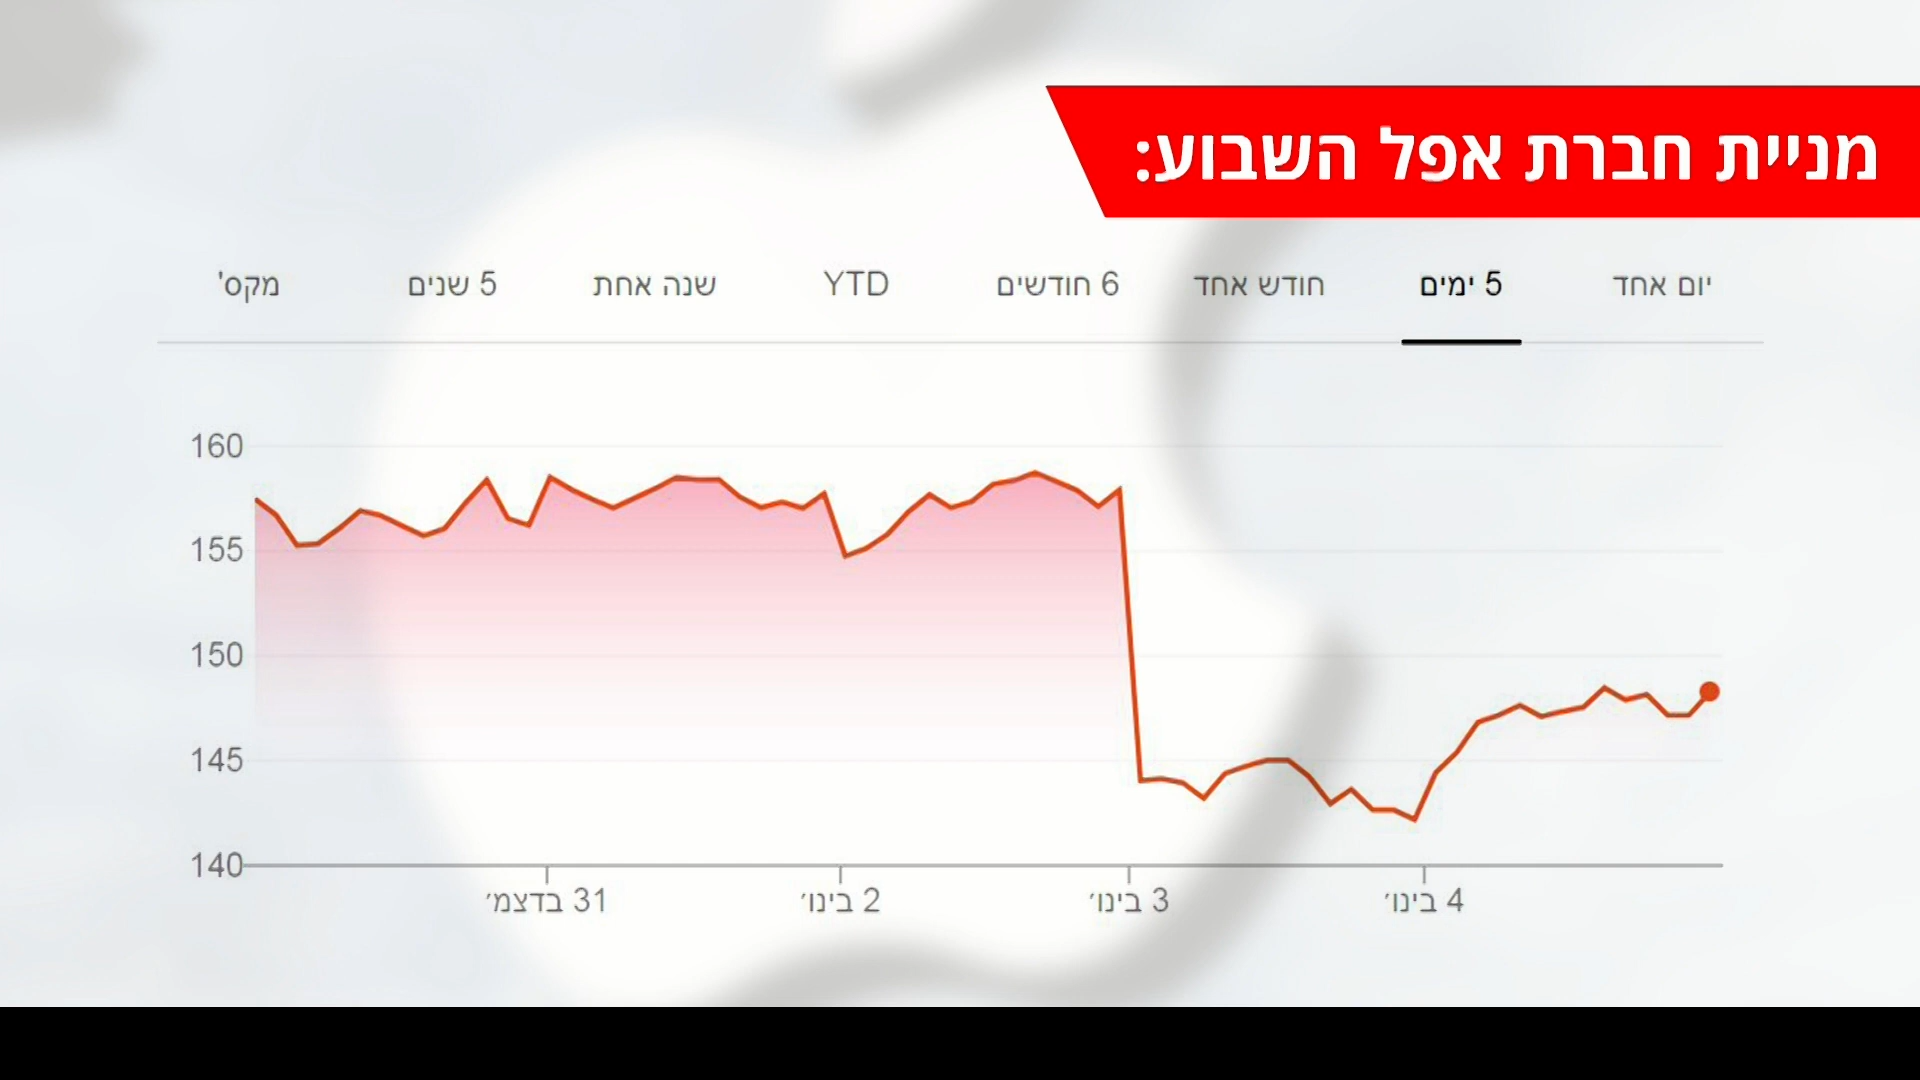 מניית חברת אפל השבוע:
יום אחד
5 ימים
חודש אחד
6 חודשים
YTD
שנה אחת
5 שנים
מקס'
160
155
150
145
140
31 בדצמ׳
2 בינו׳
3 בינו׳
4 בינו׳